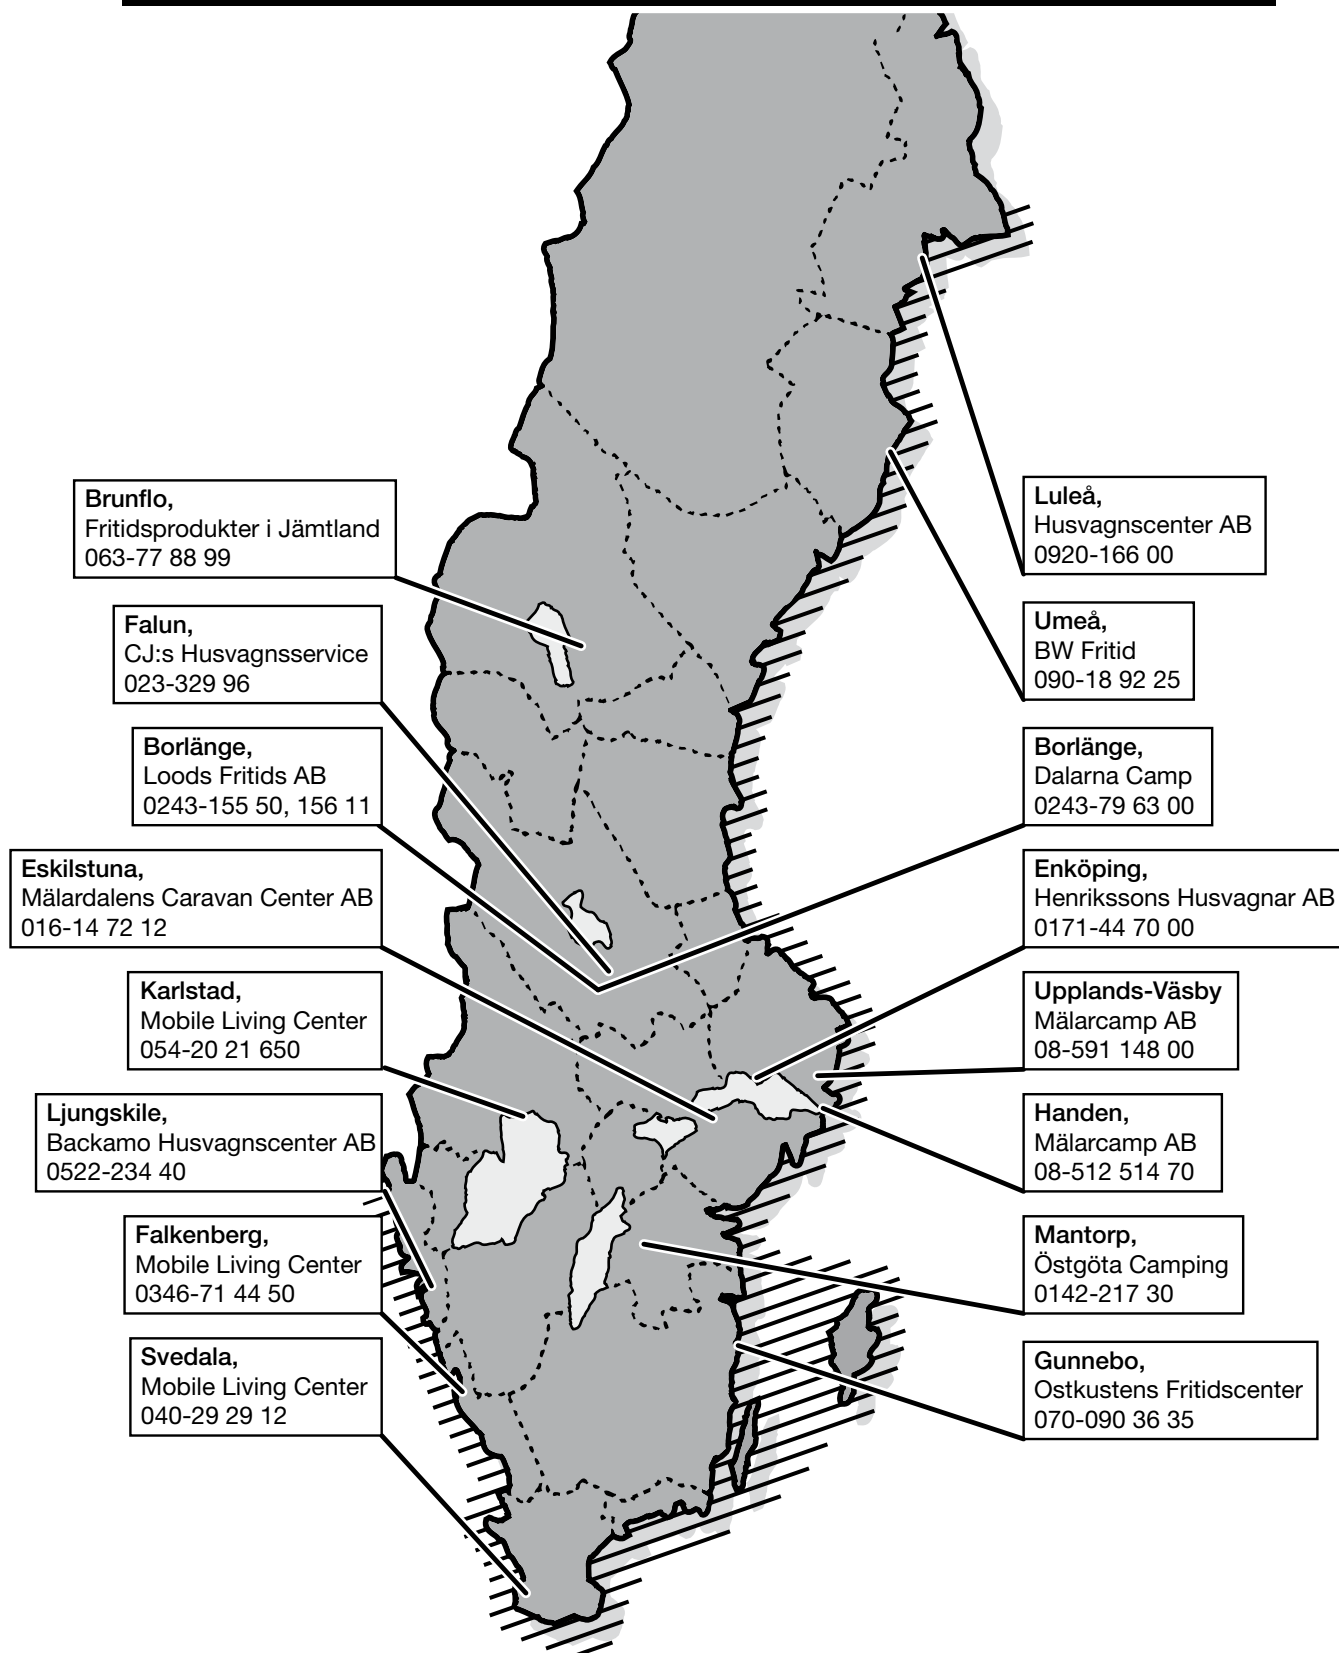 Brunflo,
Fritidsprodukter i Jämtland
063-77 88 99
Falun,
CJ:s Husvagnsservice
023-329 96
Borlänge,
Loods Fritids AB
0243-155 50, 156 11
Eskilstuna,
Mälardalens Caravan Center AB
016-14 72 12
Karlstad,
Mobile Living Center
054-20 21 650
Ljungskile,
Backamo Husvagnscenter AB
0522-234 40
Falkenberg,
Mobile Living Center
0346-71 44 50
Svedala,
Mobile Living Center
040-29 29 12
Luleå,
Husvagnscenter AB
0920-166 00
Umeå,
BW Fritid
090-18 92 25
Borlänge,
Dalarna Camp
0243-79 63 00
Enköping,
Henrikssons Husvagnar AB
0171-44 70 00
Upplands-Väsby
Mälarcamp AB
08-591 148 00
Handen,
Mälarcamp AB
08-512 514 70
Mantorp,
Östgöta Camping
0142-217 30
Gunnebo,
Ostkustens Fritidscenter
070-090 36 35